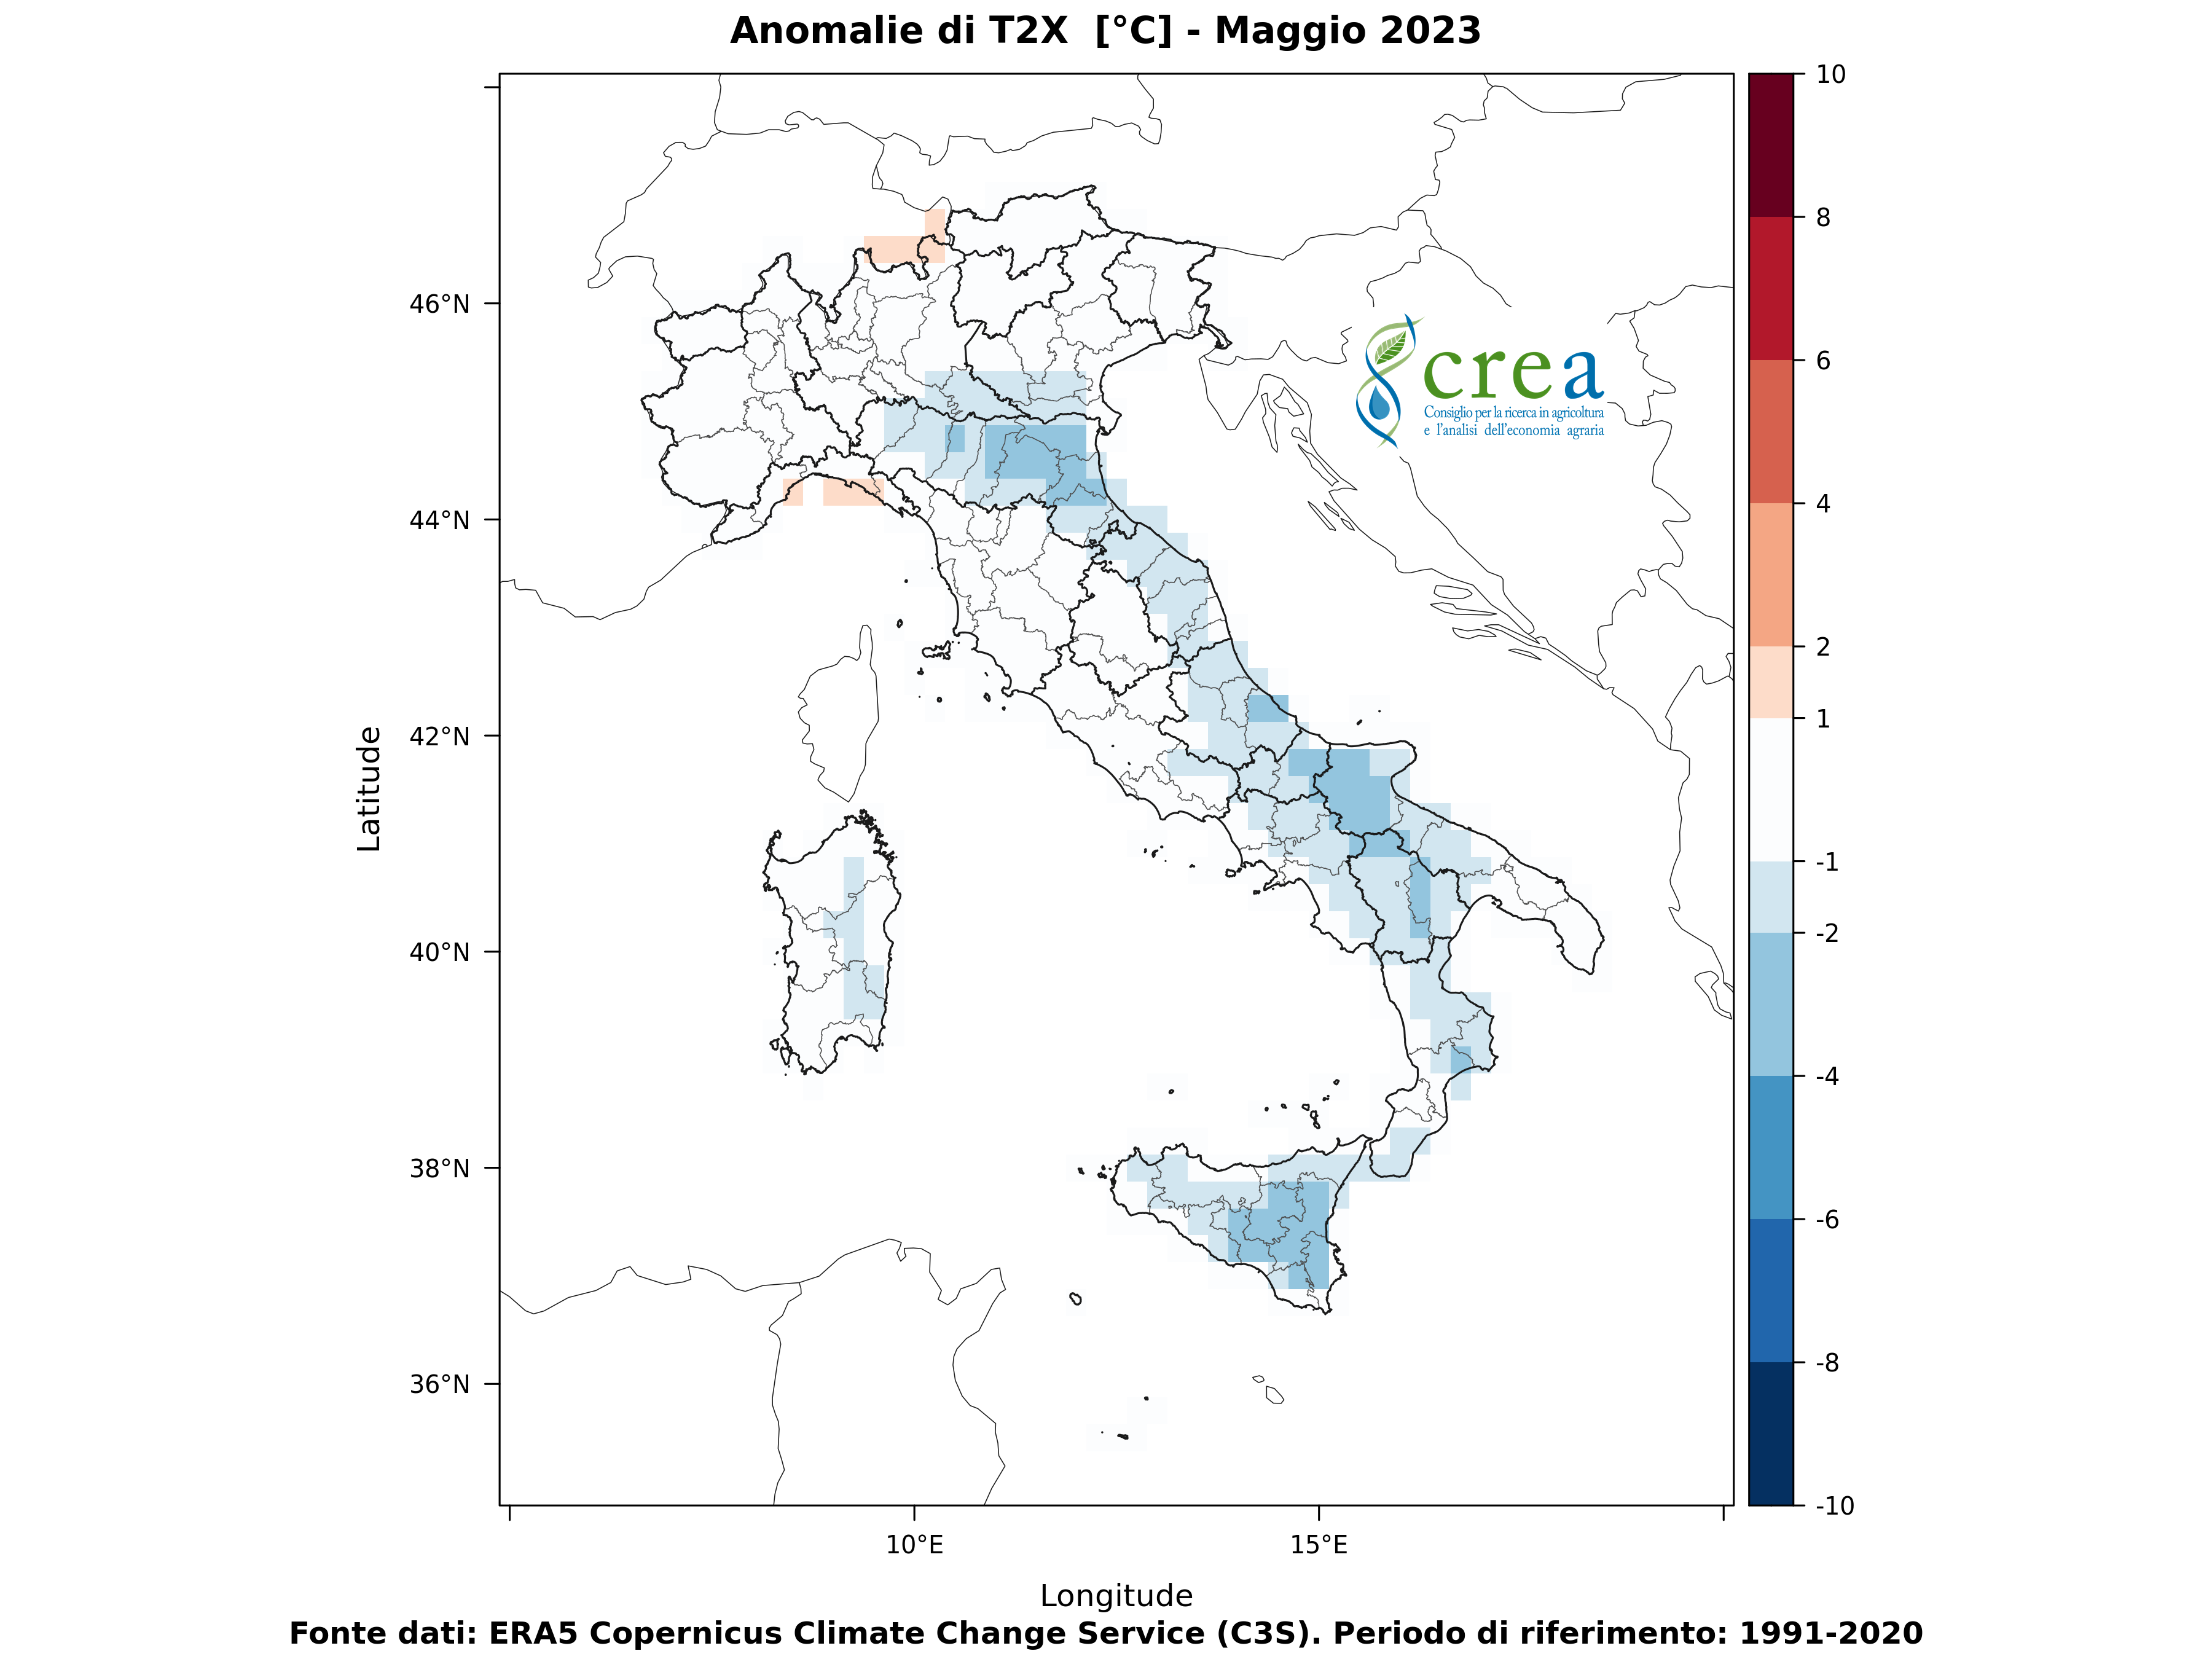 Anomalie di T2X [°C] - Maggio 2023
10
8
6
4
2
1
-1
-2
-4
-6
-8
-10
46°N
44°N
42°N
40°N
38°N
36°N
Latitude
crea
Consiglio per la ricerca in agricoltura
e l'analisi dell'economia agraria
10°E
15°E
Longitude
Fonte dati: ERA5 Copernicus Climate Change Service (C3S). Periodo di riferimento: 1991-2020